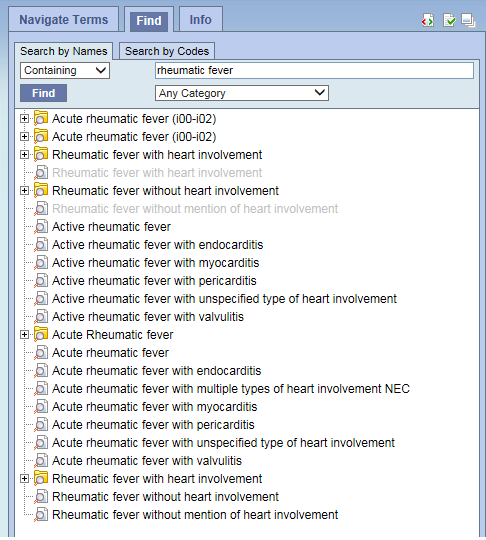 Navigate Terms Find Info
Search by Names Search by Codes
Containing rheumatic fever
Find Any Category
Acute rheumatic fever (i00-i02)
Acute rheumatic fever (i00-i02)
Rheumatic fever with heart involvement
Rheumatic fever with heart involvement
Rheumatic fever without heart involvement
Rheumatic fever without mention of heart involvement
Active rheumatic fever
Active rheumatic fever with endocarditis
Active rheumatic fever with myocarditis
Active rheumatic fever with pericarditis
Active rheumatic fever with unspecified type of heart involvement
Active rheumatic fever with valvulitis
Acute Rheumatic fever
Acute rheumatic fever
Acute rheumatic fever with endocarditis
Acute rheumatic fever with multiple types of heart involvement NEC
Acute rheumatic fever with myocarditis
Acute rheumatic fever with pericarditis
Acute rheumatic fever with unspecified type of heart involvement
Acute rheumatic fever with valvulitis
Rheumatic fever with heart involvement
Rheumatic fever without heart involvement
Rheumatic fever without mention of heart involvement